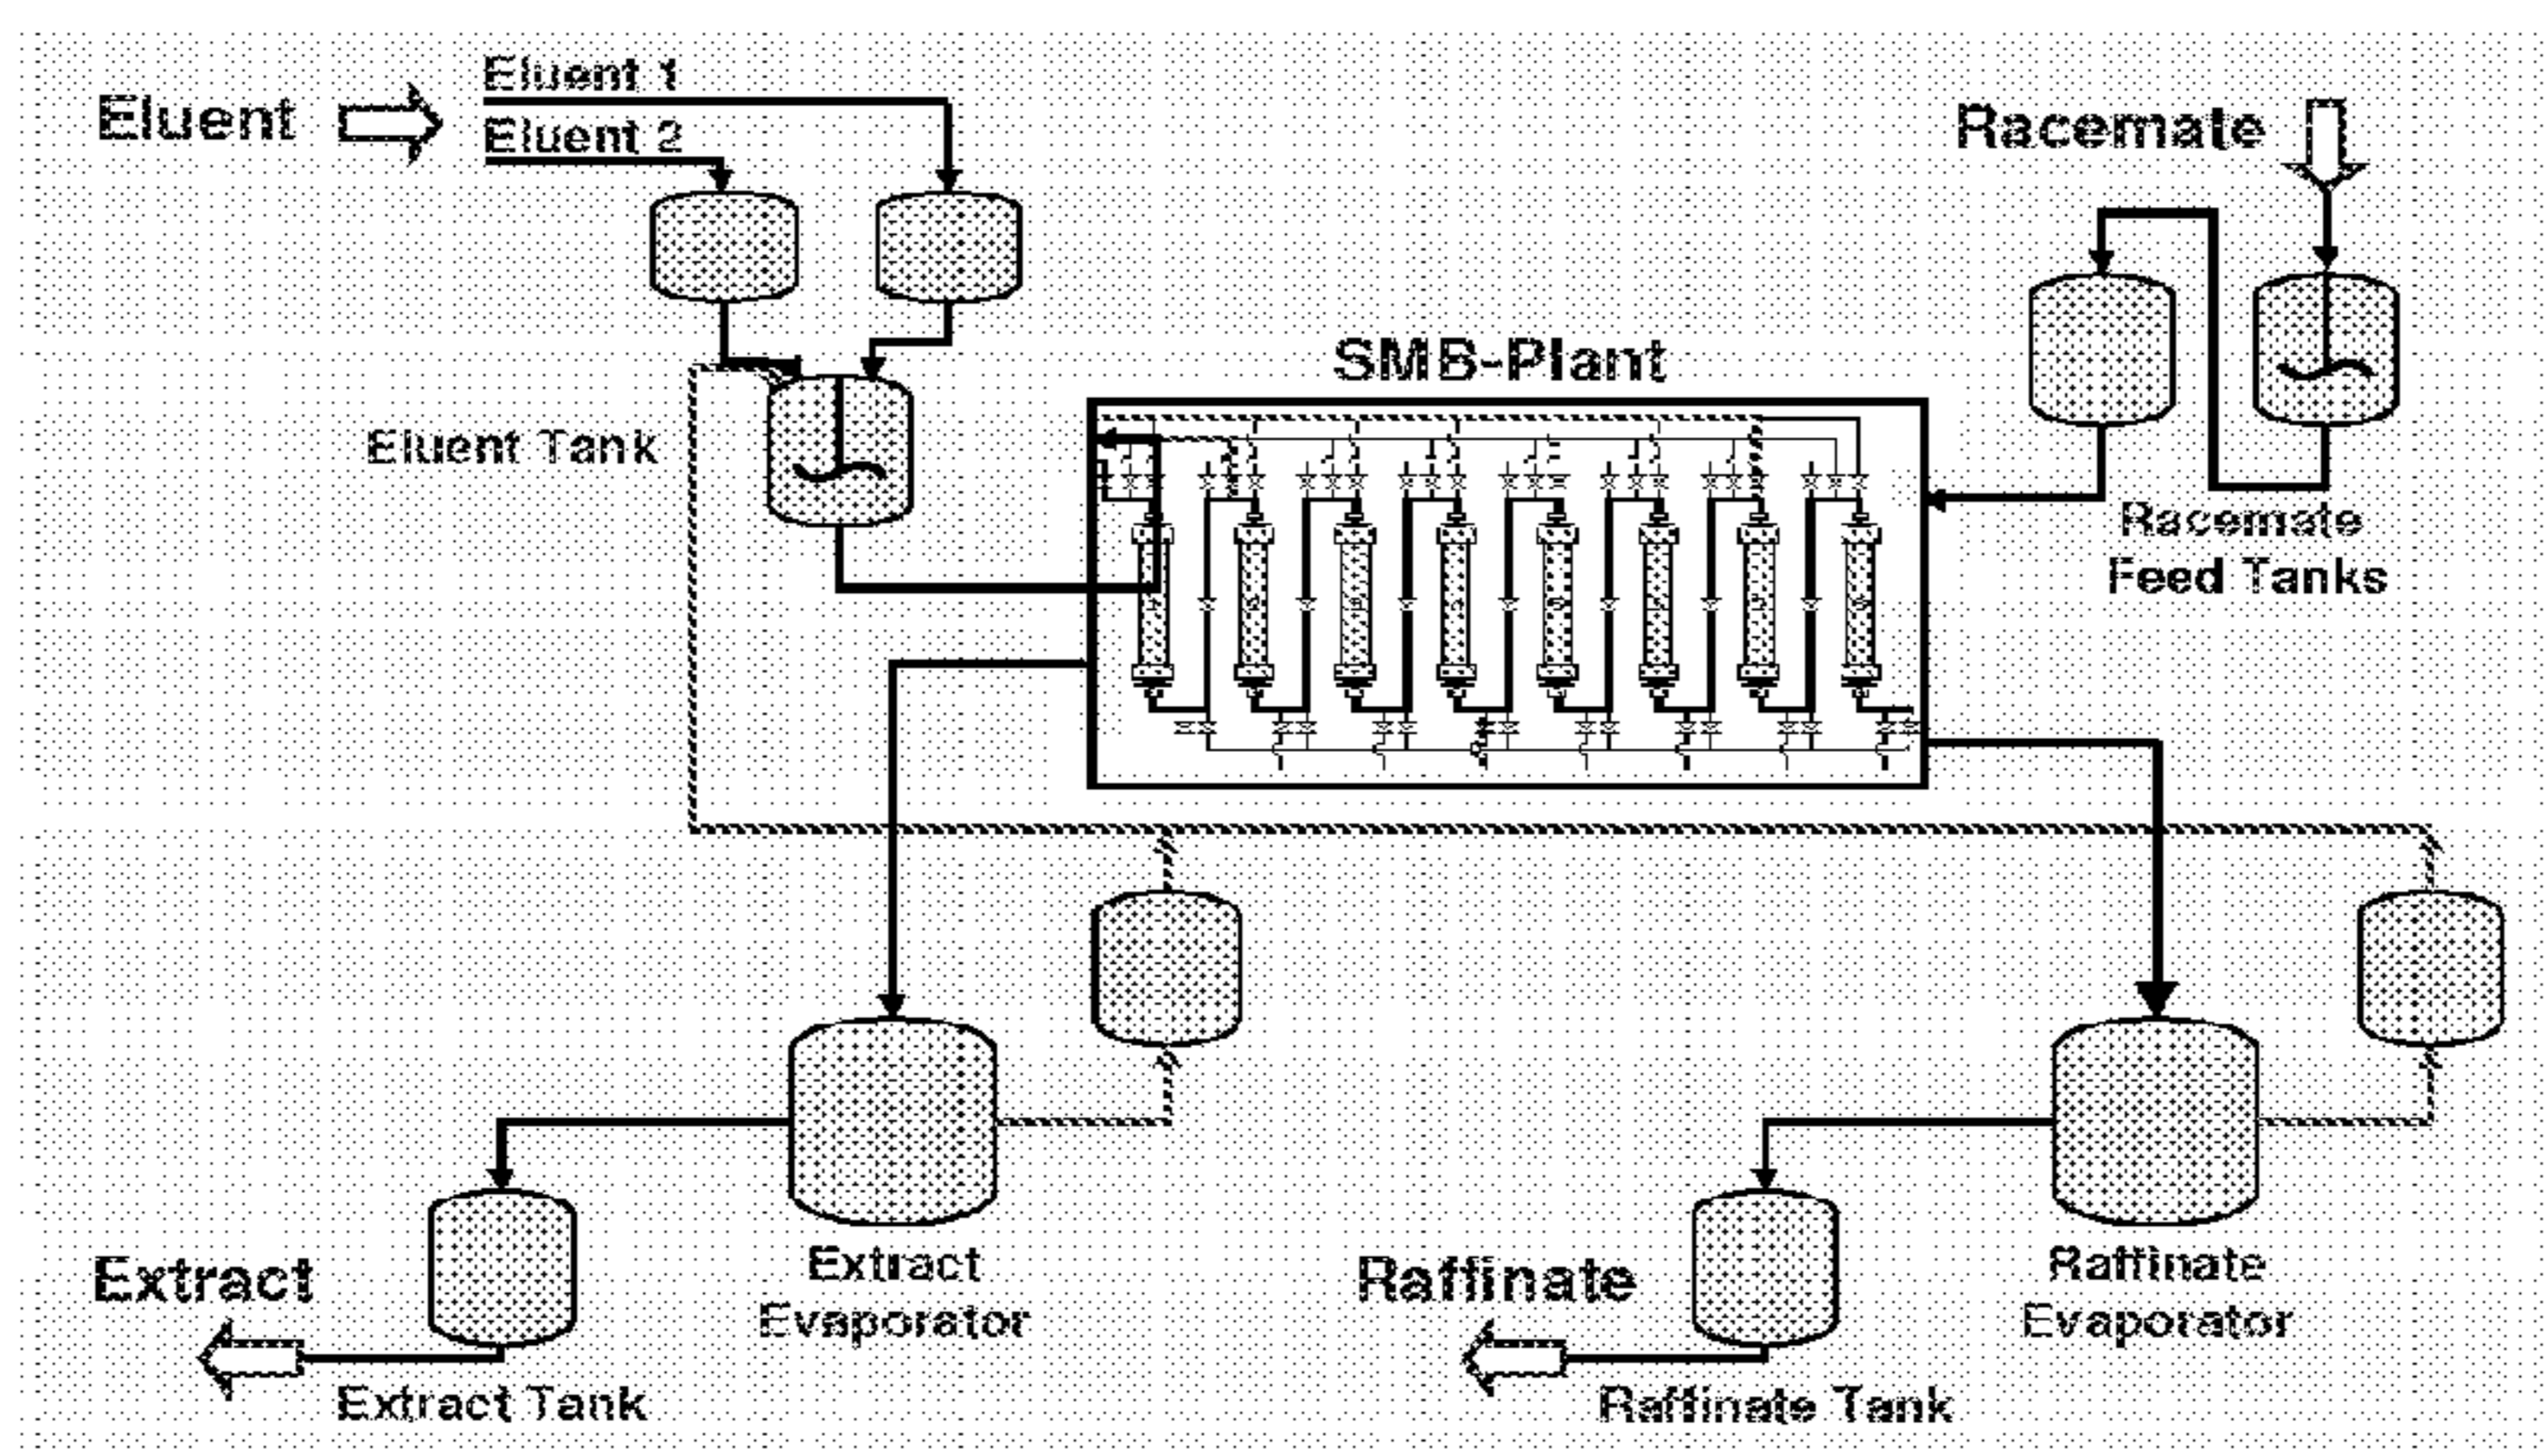 Eluent
Eluent 1
Eluent 2
Racemate
SMB-Plant
Eluent Tank
Racemate
Feed Tanks
Extract
Extract
Evaporator
Extract Tank
Raffinate
Raffinate
Evaporator
Raffinate Tank